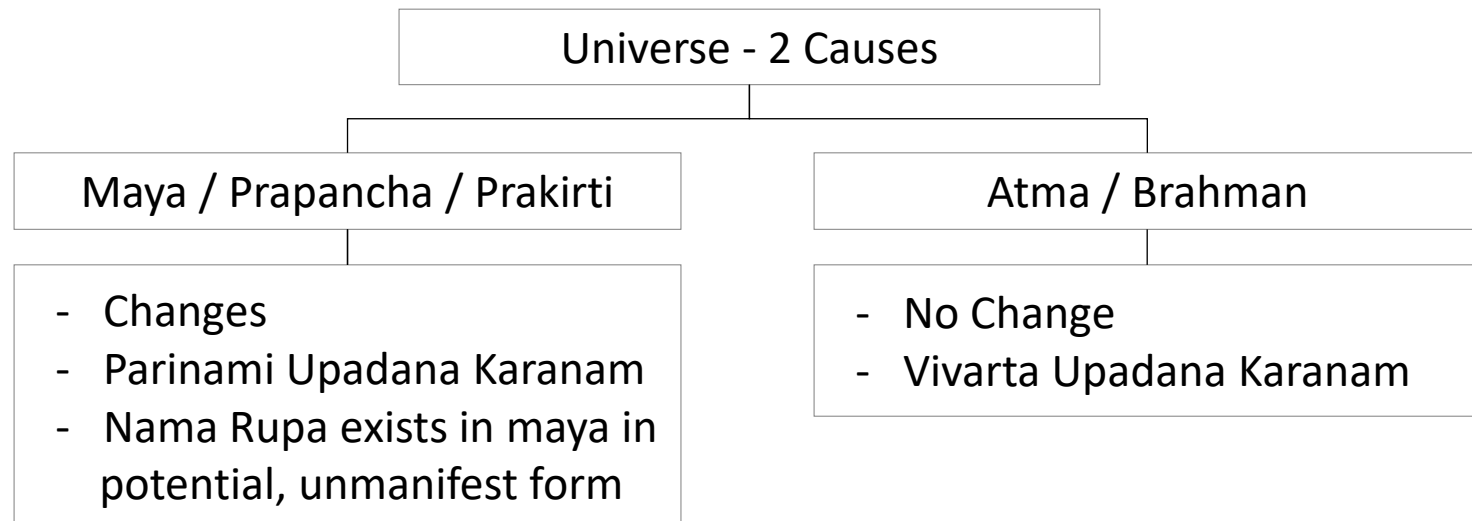 Universe - 2 Causes
Maya / Prapancha / Prakirti
Atma / Brahman
- Changes
- Parinami Upadana Karanam
- Nama Rupa exists in maya in
potential, unmanifest form
- No Change
- Vivarta Upadana Karanam